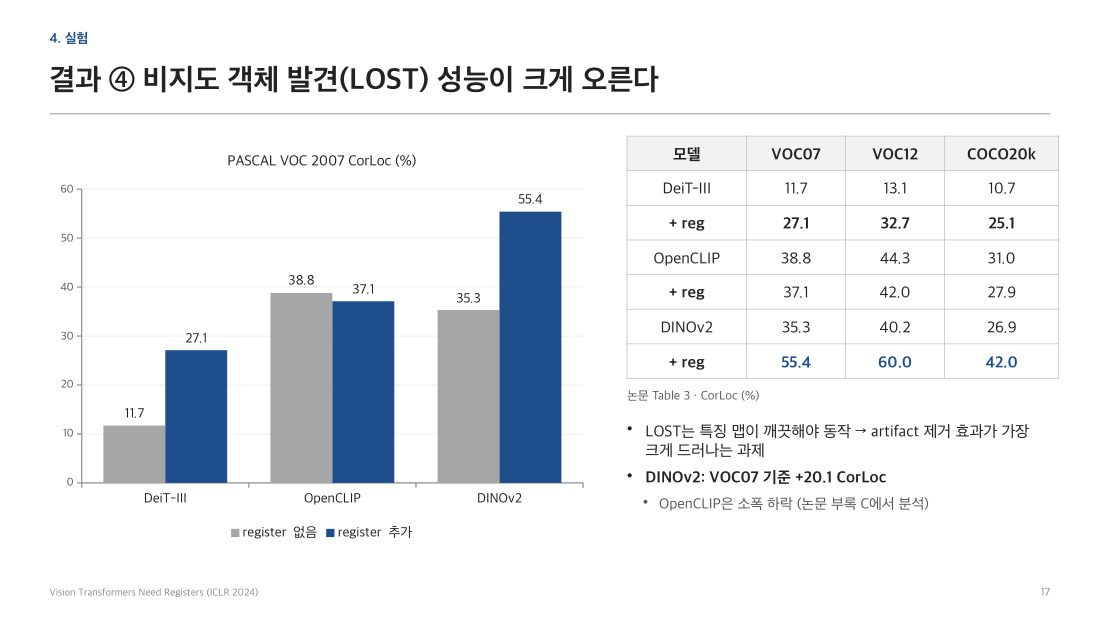 4. 실험
결과 ④ 비지도 객체 발견(LOST) 성능이 크게 오른다
PASCAL VOC 2007 CorLoc (%)
60
50
40
30
20
10
0
11.7
27.1
38.8
37.1
35.3
55.4
DeiT-III
OpenCLIP
DINOv2
register 없음
register 추가
모델 VOC07 VOC12 COCO20k
DeiT-III 11.7 13.1 10.7
+ reg 27.1 32.7 25.1
OpenCLIP 38.8 44.3 31.0
+ reg 37.1 42.0 27.9
DINOv2 35.3 40.2 26.9
+ reg 55.4 60.0 42.0
논문 Table 3 · CorLoc (%)
• LOST는 특징 맵이 깨끗해야 동작 → artifact 제거 효과가 가장
크게 드러나는 과제
• DINOv2: VOC07 기준 +20.1 CorLoc
• OpenCLIP은 소폭 하락 (논문 부록 C에서 분석)
Vision Transformers Need Registers (ICLR 2024)
17